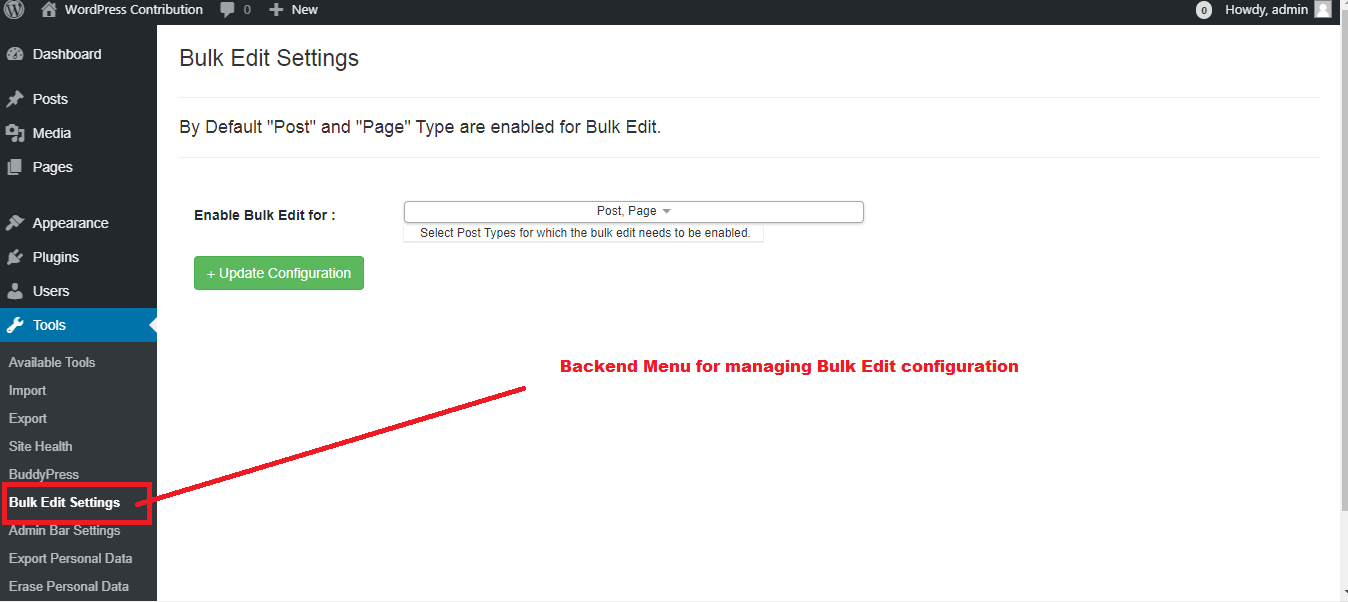 WordPress Contribution 0 + New 0 Howdy, admin
Dashboard
Posts
Media
Pages
Appearance
Plugins
Users
Tools
Available Tools
Import
Export
Site Health
BuddyPress
Bulk Edit Settings
Admin Bar Settings
Export Personal Data
Erase Personal Data
Bulk Edit Settings
By Default "Post" and "Page" Type are enabled for Bulk Edit.
Enable Bulk Edit for : Post, Page
Select Post Types for which the bulk edit needs to be enabled.
+ Update Configuration
Backend Menu for managing Bulk Edit configuration